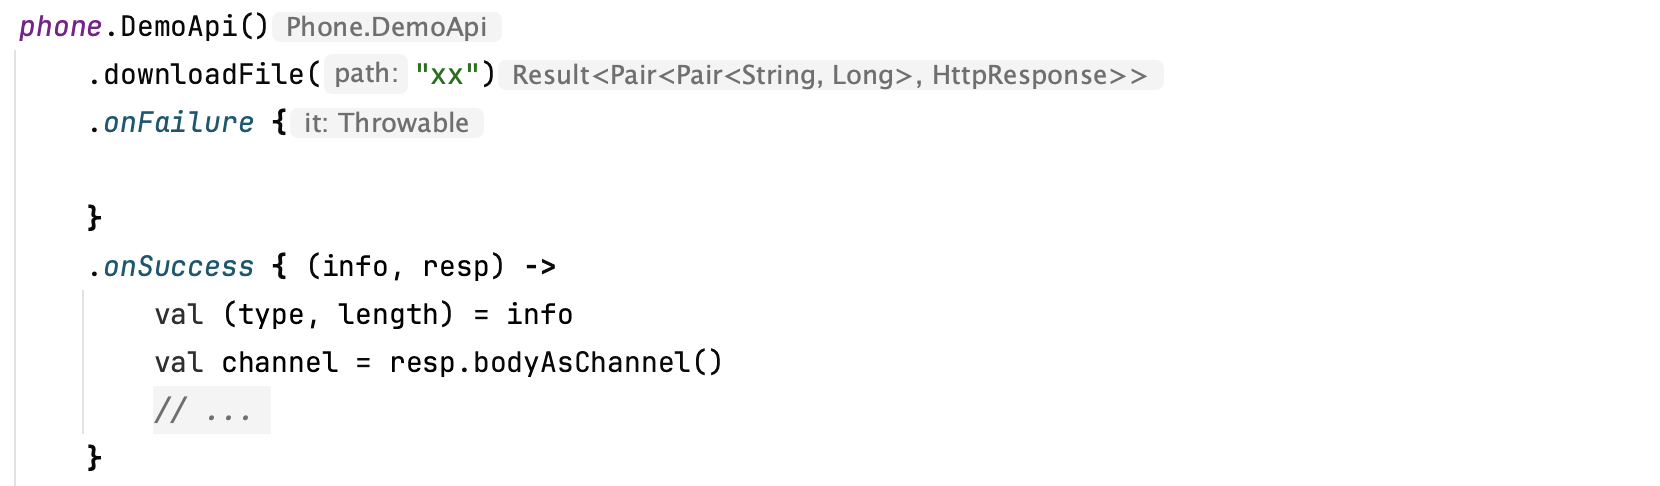 phone.DemoApi() Phone.DemoApi
.downloadFile( path: "xx") Result<Pair<Pair<String, Long>, HttpResponse>>
.onFailure { it: Throwable
}
.onSuccess { (info, resp) ->
val (type, length) = info
val channel = resp.bodyAsChannel()
// ...
}